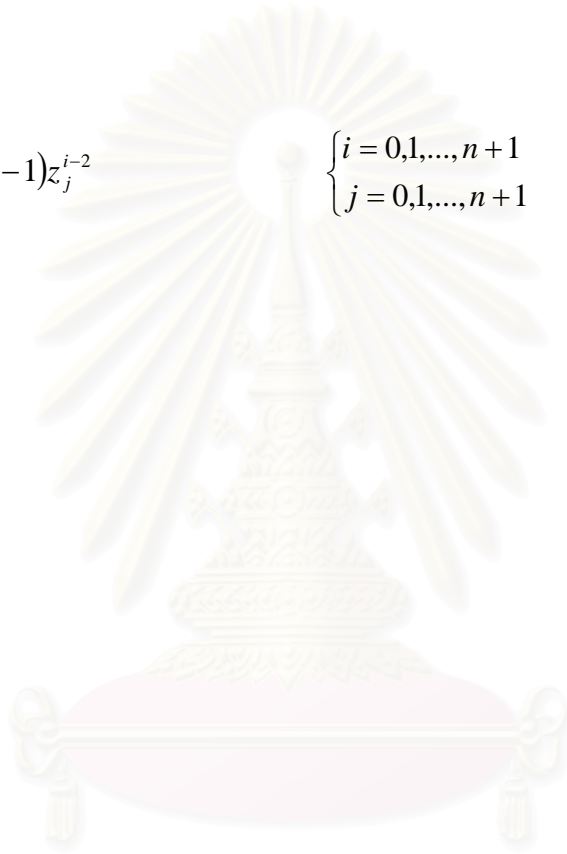 −1)z_j^{i−2} { i = 0,1,...,n+1
j = 0,1,...,n+1